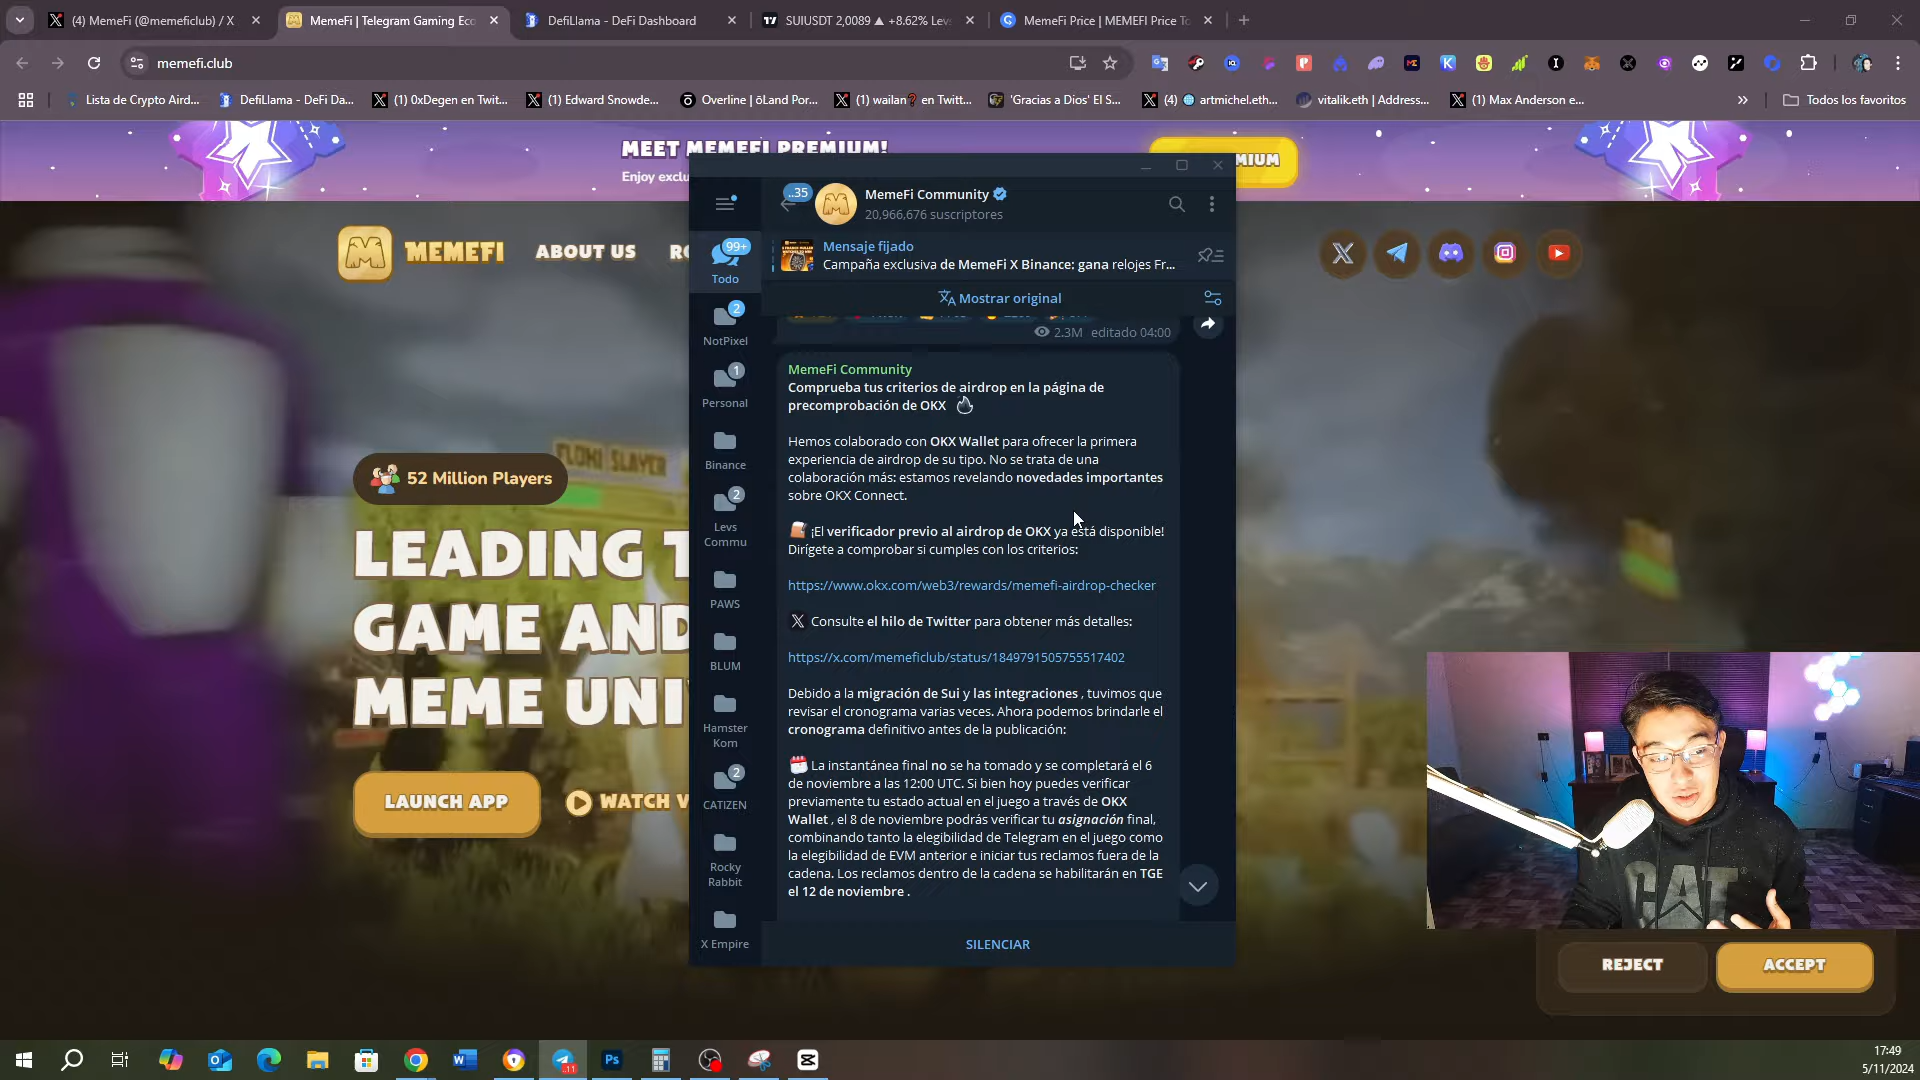 (4) MemeFi (@memeficlub) / X
MemeFi | Telegram Gaming Eco
DefiLlama - DeFi Dashboard
SUIUSDT 2,0089 ▲ +8.62% Lev
MemeFi Price | MEMEFI Price To
memefi.club
Lista de Crypto Aird...
DefiLlama - DeFi Da...
(1) 0xDegen en Twit...
(1) Edward Snowde...
Overline | ōLand Por...
(1) wailan❓ en Twitt...
'Gracias a Dios' El S...
(4) 🌐 artmichel.eth...
vitalik.eth | Address...
(1) Max Anderson e...
Todos los favoritos
MEET MEMEFI PREMIUM!
Enjoy exclu
MIUM
MEMEFI
ABOUT US
52 Million Players
LEADING T
GAME AND
MEME UNI
LAUNCH APP
WATCH V
REJECT
ACCEPT
..35
MemeFi Community
20,966,676 suscriptores
Mensaje fijado
Campaña exclusiva de MemeFi X Binance: gana relojes Fr...
Mostrar original
2.3M editado 04:00
99+
Todo
2
NotPixel
1
Personal
Binance
2
Levs
Commu
PAWS
BLUM
Hamster
Kom
2
CATIZEN
Rocky
Rabbit
X Empire
MemeFi Community
Comprueba tus criterios de airdrop en la página de
precomprobación de OKX
Hemos colaborado con OKX Wallet para ofrecer la primera
experiencia de airdrop de su tipo. No se trata de una
colaboración más: estamos revelando novedades importantes
sobre OKX Connect.
¡El verificador previo al airdrop de OKX ya está disponible!
Dirígete a comprobar si cumples con los criterios:
https://www.okx.com/web3/rewards/memefi-airdrop-checker
Consulte el hilo de Twitter para obtener más detalles:
https://x.com/memeficlub/status/1849791505755517402
Debido a la migración de Sui y las integraciones , tuvimos que
revisar el cronograma varias veces. Ahora podemos brindarle el
cronograma definitivo antes de la publicación:
La instantánea final no se ha tomado y se completará el 6
de noviembre a las 12:00 UTC. Si bien hoy puedes verificar
previamente tu estado actual en el juego a través de OKX
Wallet , el 8 de noviembre podrás verificar tu asignación final,
combinando tanto la elegibilidad de Telegram en el juego como
la elegibilidad de EVM anterior e iniciar tus reclamos fuera de la
cadena. Los reclamos dentro de la cadena se habilitarán en TGE
el 12 de noviembre .
SILENCIAR
CAT
17:49
5/11/2024